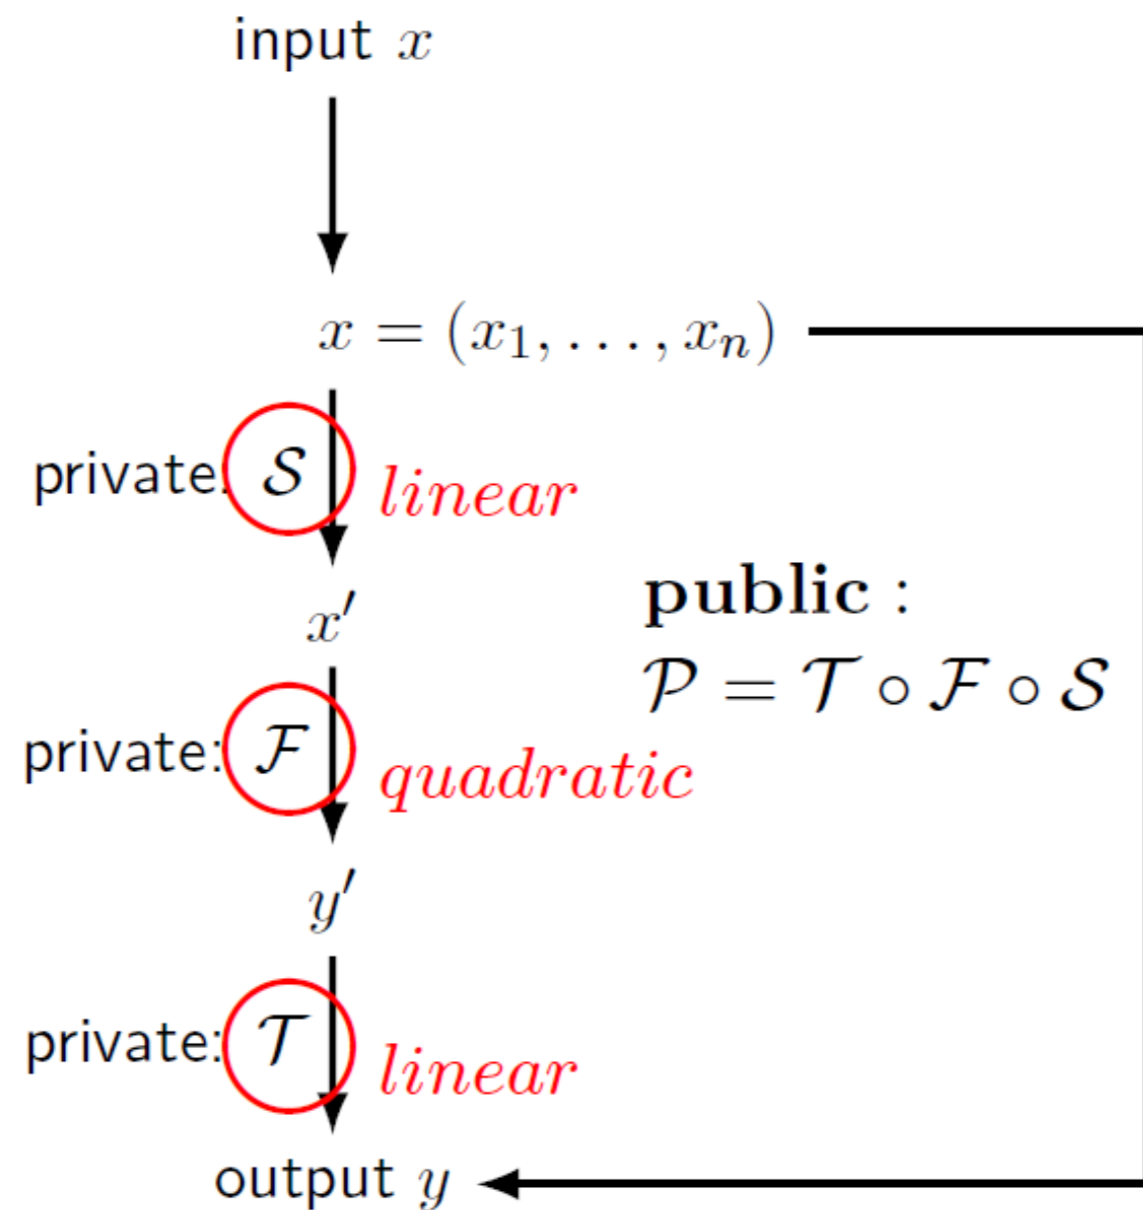 input x
x = (x₁, . . . , xₙ)
private: 𝒮 linear
x′
public :
𝒫 = 𝒯 ∘ ℱ ∘ 𝒮
private: ℱ quadratic
y′
private: 𝒯 linear
output y